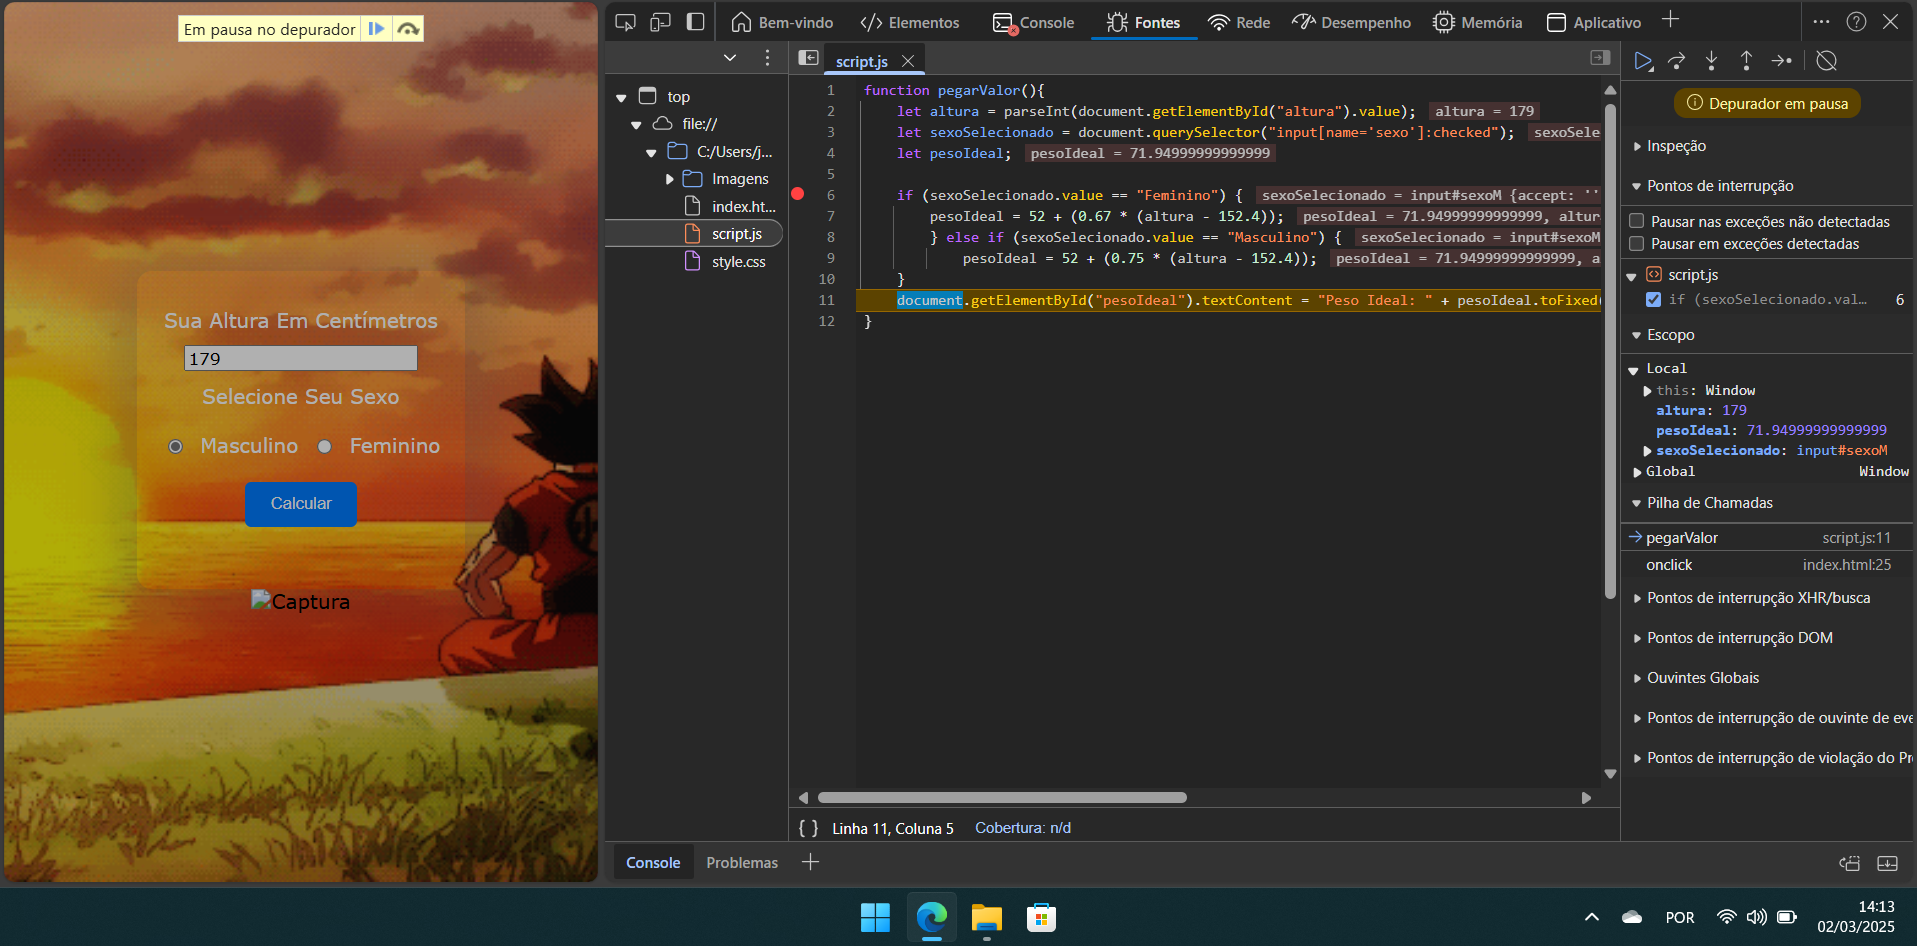 Em pausa no depurador
Sua Altura Em Centímetros
179
Selecione Seu Sexo
Masculino Feminino
Calcular
Captura
Bem-vindo Elementos Console Fontes Rede Desempenho Memória Aplicativo
top
file://
C:/Users/j...
Imagens
index.ht...
script.js
style.css
script.js
1 function pegarValor(){
2 let altura = parseInt(document.getElementById("altura").value); altura = 179
3 let sexoSelecionado = document.querySelector("input[name='sexo']:checked"); sexoSele
4 let pesoIdeal; pesoIdeal = 71.94999999999999
5
6 if (sexoSelecionado.value == "Feminino") { sexoSelecionado = input#sexoM {accept: ''
7 pesoIdeal = 52 + (0.67 * (altura - 152.4)); pesoIdeal = 71.94999999999999, altur
8 } else if (sexoSelecionado.value == "Masculino") { sexoSelecionado = input#sexoM
9 pesoIdeal = 52 + (0.75 * (altura - 152.4)); pesoIdeal = 71.94999999999999, a
10 }
11 document.getElementById("pesoIdeal").textContent = "Peso Ideal: " + pesoIdeal.toFixed(
12 }
{ } Linha 11, Coluna 5 Cobertura: n/d
Console Problemas
Depurador em pausa
Inspeção
Pontos de interrupção
Pausar nas exceções não detectadas
Pausar em exceções detectadas
script.js
if (sexoSelecionado.val... 6
Escopo
Local
this: Window
altura: 179
pesoIdeal: 71.94999999999999
sexoSelecionado: input#sexoM
Global Window
Pilha de Chamadas
pegarValor script.js:11
onclick index.html:25
Pontos de interrupção XHR/busca
Pontos de interrupção DOM
Ouvintes Globais
Pontos de interrupção de ouvinte de eve
Pontos de interrupção de violação do Pr
POR
14:13
02/03/2025